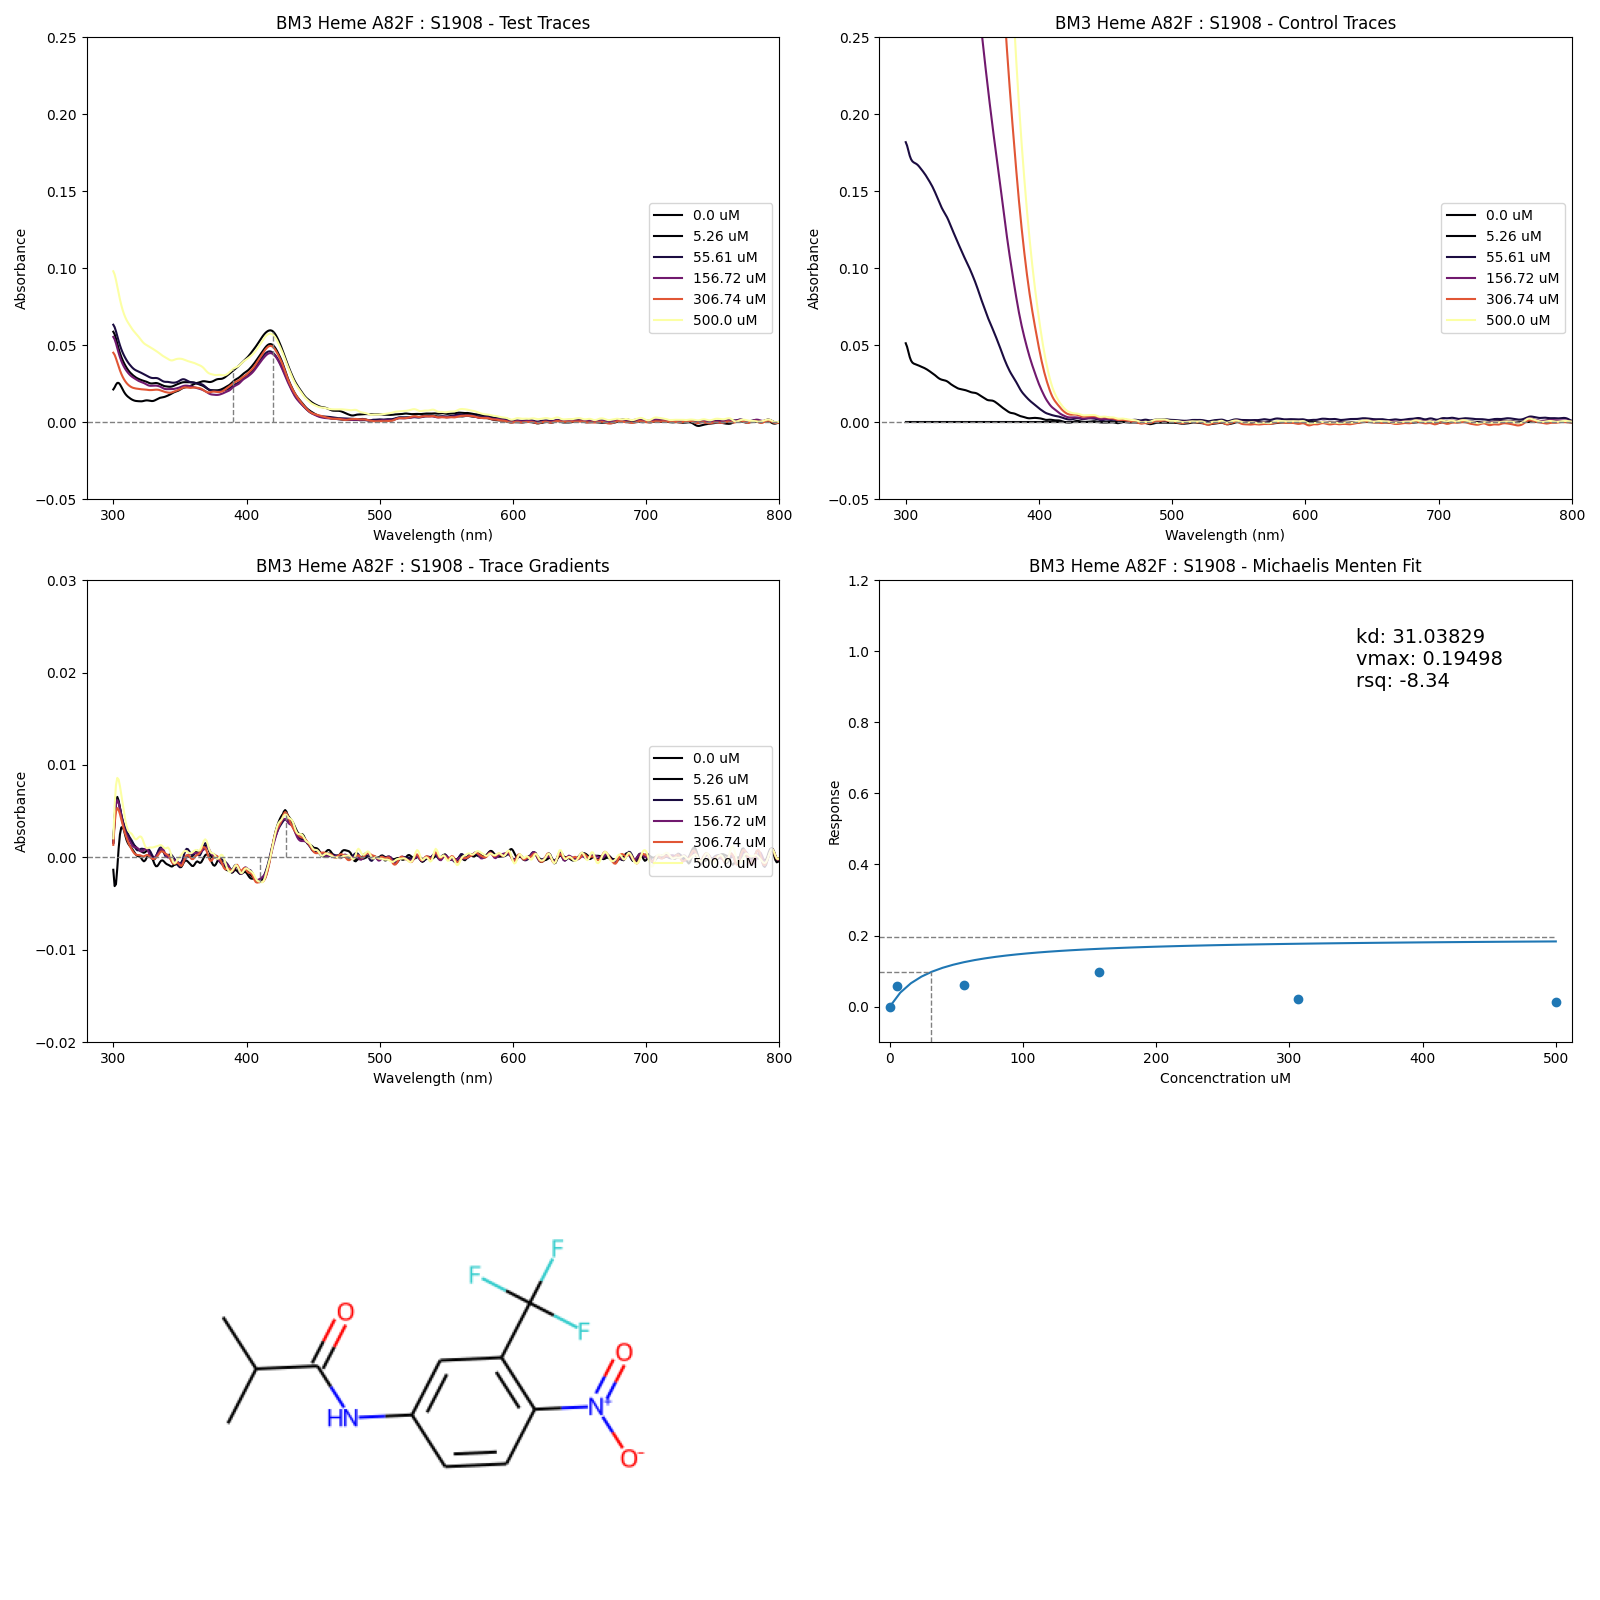 BM3 Heme A82F : S1908 - Test Traces
0.25
0.20
0.15
0.10
0.05
0.00
−0.05
Absorbance
300 400 500 600 700 800
Wavelength (nm)
0.0 uM
5.26 uM
55.61 uM
156.72 uM
306.74 uM
500.0 uM
BM3 Heme A82F : S1908 - Control Traces
0.25
0.20
0.15
0.10
0.05
0.00
−0.05
Absorbance
300 400 500 600 700 800
Wavelength (nm)
0.0 uM
5.26 uM
55.61 uM
156.72 uM
306.74 uM
500.0 uM
BM3 Heme A82F : S1908 - Trace Gradients
0.03
0.02
0.01
0.00
−0.01
−0.02
Absorbance
300 400 500 600 700 800
Wavelength (nm)
0.0 uM
5.26 uM
55.61 uM
156.72 uM
306.74 uM
500.0 uM
BM3 Heme A82F : S1908 - Michaelis Menten Fit
1.2
1.0
0.8
0.6
0.4
0.2
0.0
Response
kd: 31.03829
vmax: 0.19498
rsq: -8.34
0 100 200 300 400 500
Concenctration uM
F
F
F
O
O
HN
N+
O−